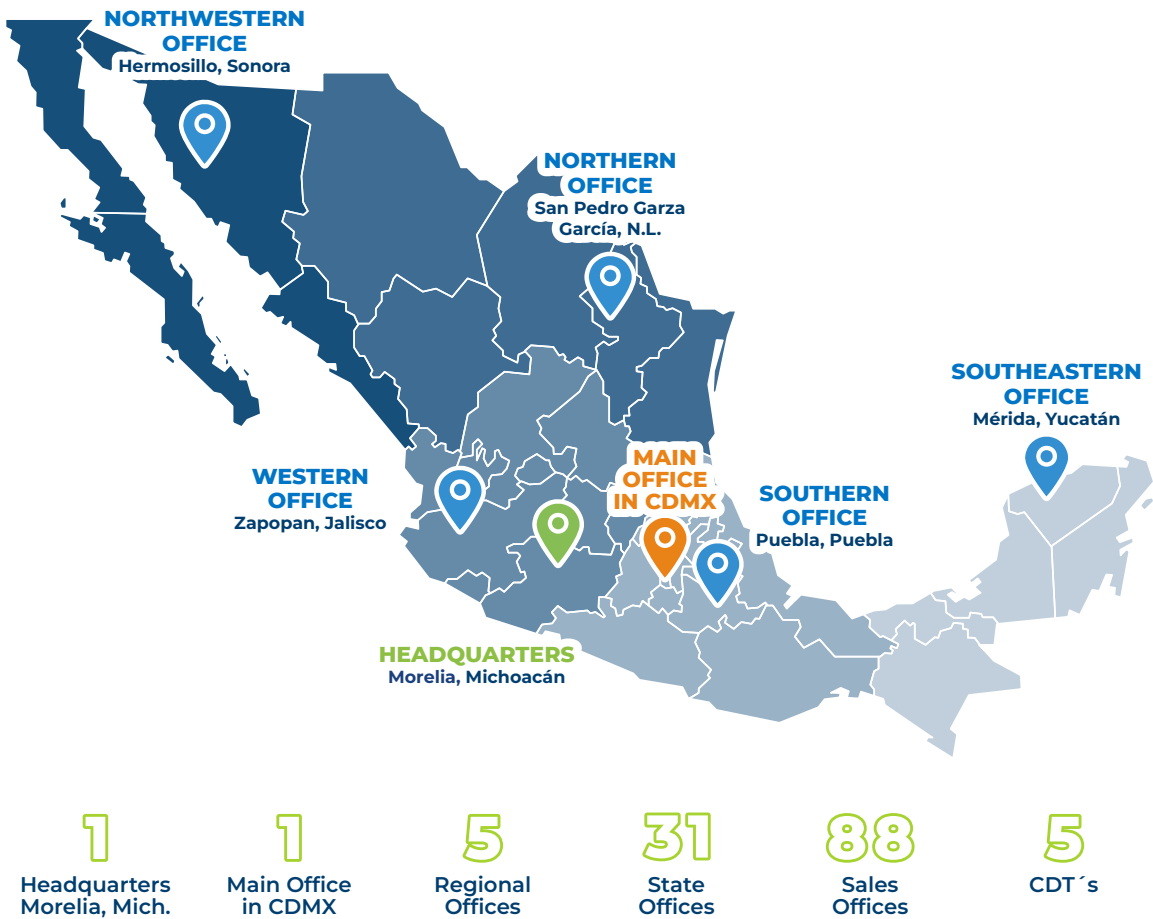 NORTHWESTERN
OFFICE
Hermosillo, Sonora
NORTHERN
OFFICE
San Pedro Garza
García, N.L.
SOUTHEASTERN
OFFICE
Mérida, Yucatán
WESTERN
OFFICE
Zapopan, Jalisco
MAIN
OFFICE
IN CDMX
SOUTHERN
OFFICE
Puebla, Puebla
HEADQUARTERS
Morelia, Michoacán
1
Headquarters
Morelia, Mich.
1
Main Office
in CDMX
5
Regional
Offices
31
State
Offices
88
Sales
Offices
5
CDT´s